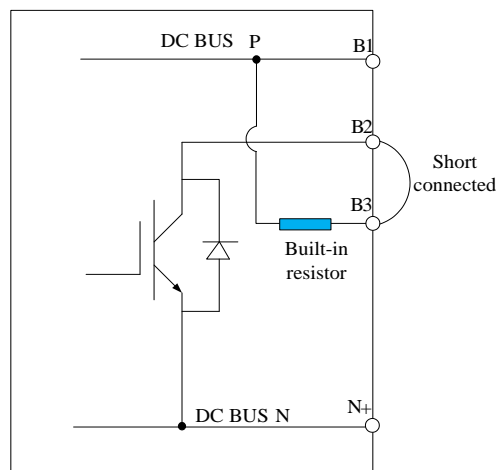 DC BUS P
B1
B2
Short
connected
B3
Built-in
resistor
N+
DC BUS N